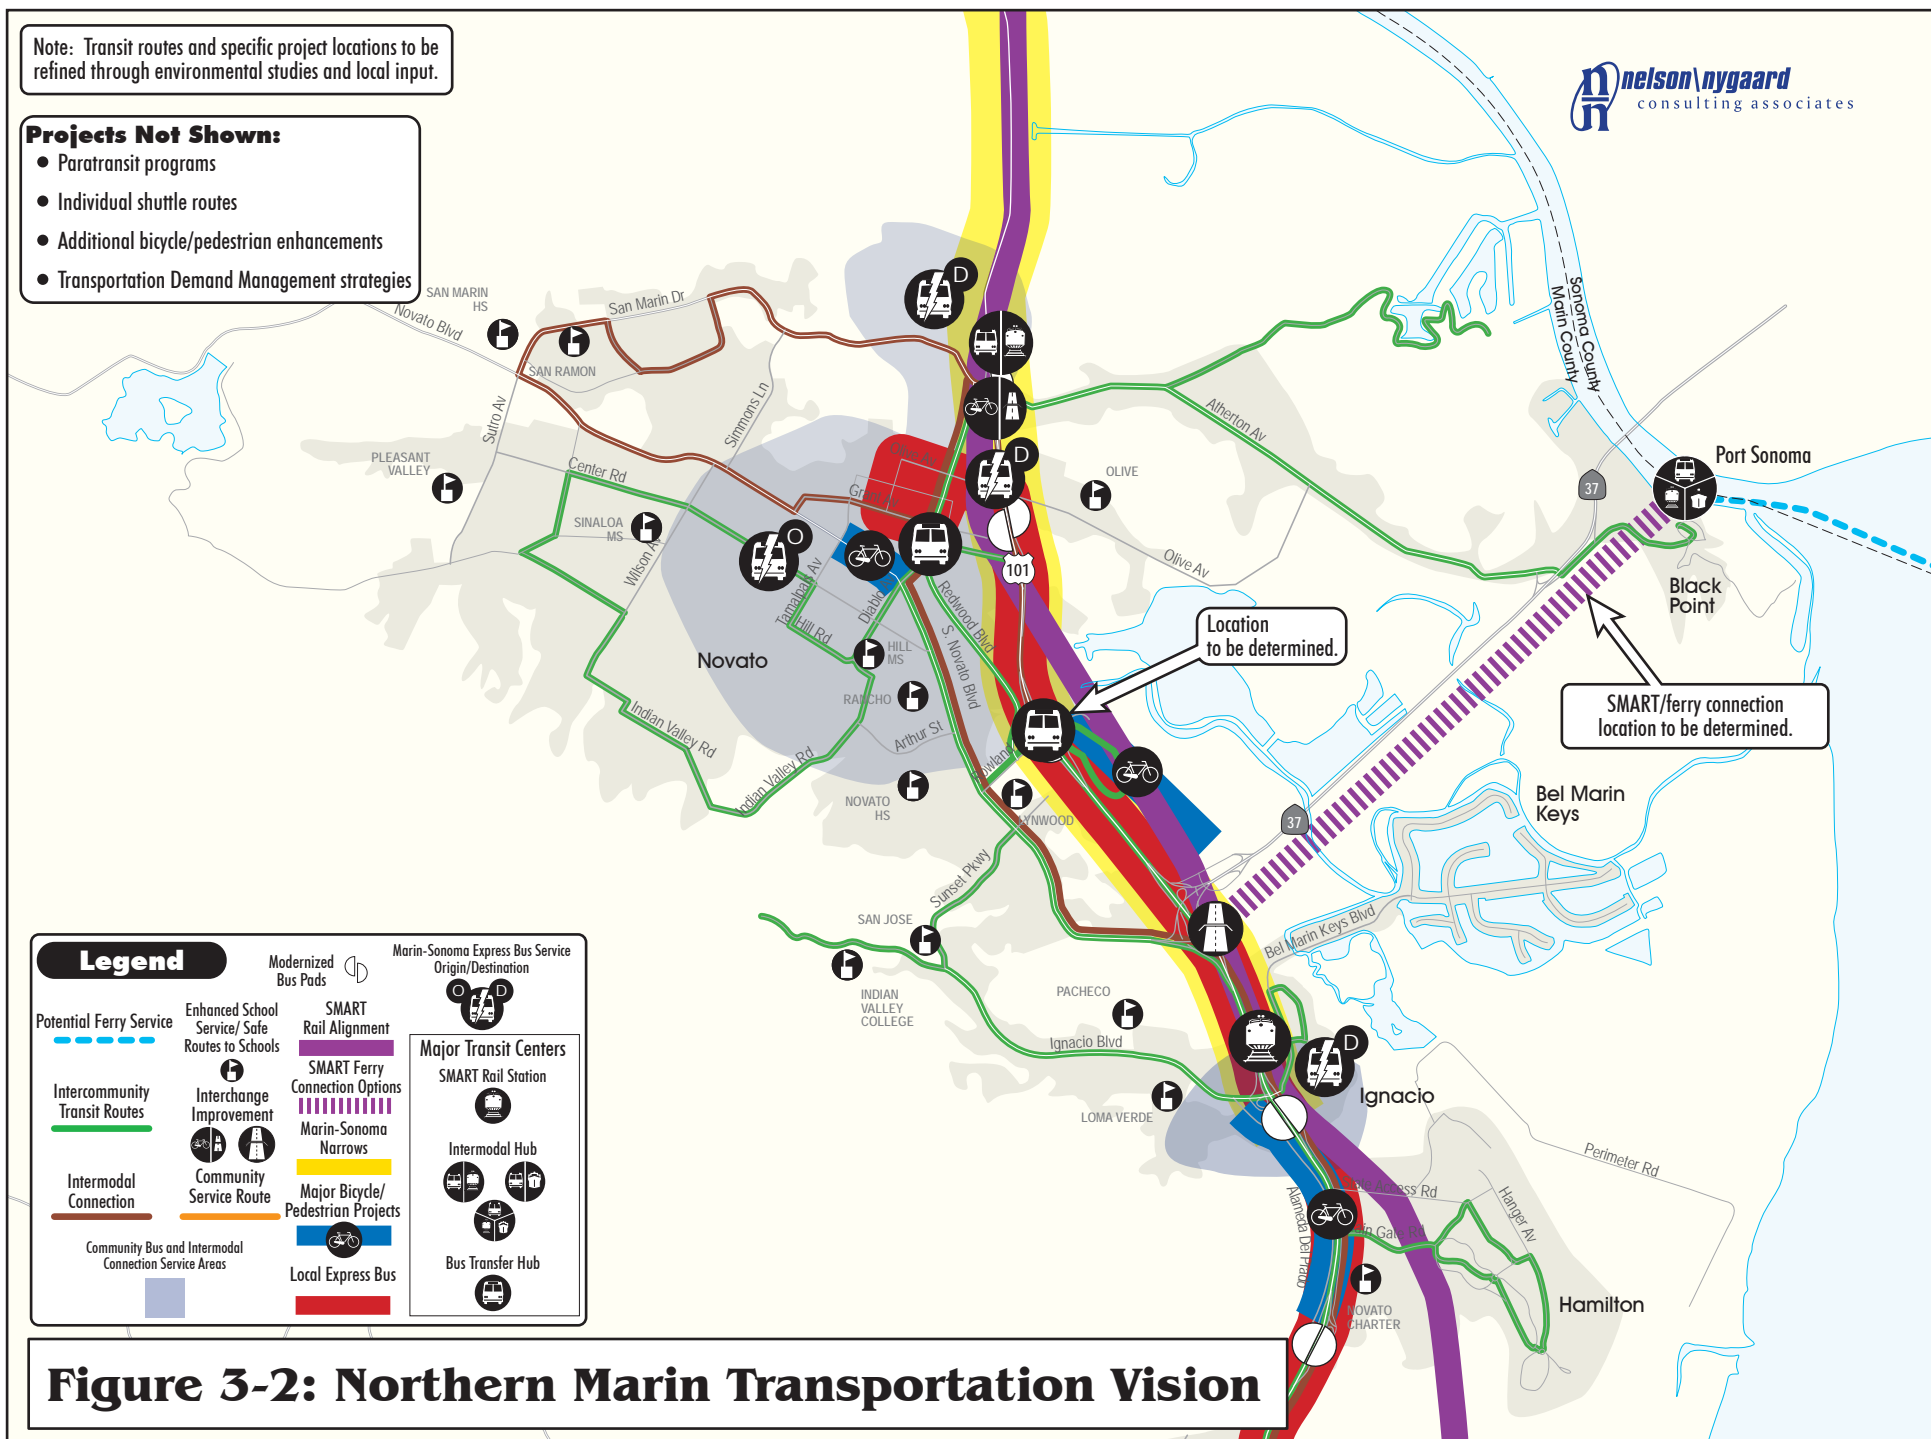 Note: Transit routes and specific project locations to be
refined through environmental studies and local input.
Projects Not Shown:
• Paratransit programs
• Individual shuttle routes
• Additional bicycle/pedestrian enhancements
• Transportation Demand Management strategies
nelson\nygaard
consulting associates
SAN MARIN
HS
Novato Blvd
San Marin Dr
SAN RAMON
Sutro Av
Simmons Ln
PLEASANT
VALLEY
Center Rd
SINALOA
MS
Wilson Av
Grant Av
D
D
O
OLIVE
Olive Av
Atherton Av
Sonoma County
Marin County
37
Port Sonoma
Black
Point
101
Tamalpais Av
Hill Rd
Diablo
Redwood Blvd
S. Novato Blvd
HILL
MS
Novato
RANCHO
Arthur St
Rowland
Indian Valley Rd
Indian Valley Rd
NOVATO
HS
LYNWOOD
Location
to be determined.
SMART/ferry connection
location to be determined.
Bel Marin
Keys
37
Bel Marin Keys Blvd
Sunset Pkwy
SAN JOSE
INDIAN
VALLEY
COLLEGE
PACHECO
Ignacio Blvd
LOMA VERDE
D
Ignacio
Perimeter Rd
Access Rd
Hanger Av
Main Gate Rd
Alameda Del Prado
NOVATO
CHARTER
Hamilton
Legend
Modernized
Bus Pads
Marin-Sonoma Express Bus Service
Origin/Destination
O
D
Potential Ferry Service
Enhanced School
Service/ Safe
Routes to Schools
SMART
Rail Alignment
Major Transit Centers
SMART Rail Station
SMART Ferry
Connection Options
Intercommunity
Transit Routes
Interchange
Improvement
Marin-Sonoma
Narrows
Intermodal Hub
Intermodal
Connection
Community
Service Route
Major Bicycle/
Pedestrian Projects
Community Bus and Intermodal
Connection Service Areas
Local Express Bus
Bus Transfer Hub
Figure 3-2: Northern Marin Transportation Vision